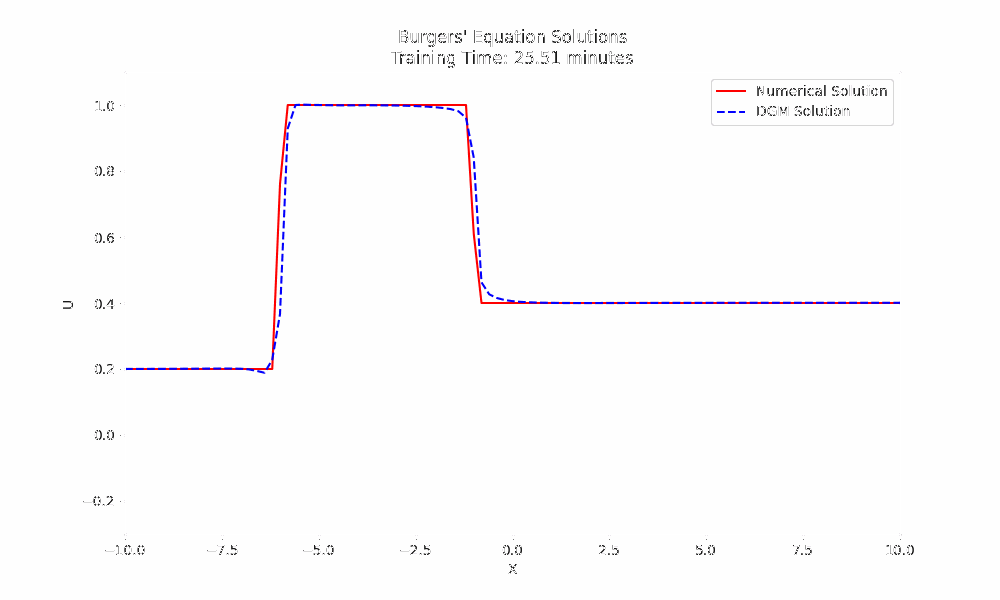 Burgers' Equation Solutions
Training Time: 25.51 minutes
Numerical Solution
DGM Solution
1.0
0.8
0.6
0.4
0.2
0.0
−0.2
U
−10.0 −7.5 −5.0 −2.5 0.0 2.5 5.0 7.5 10.0
X